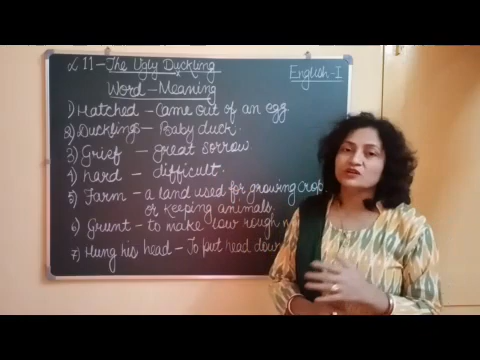 L 11 - The Ugly Duckling
English - I
Word - Meaning
1) Hatched - Came out of an egg.
2) Ducklings - Baby duck.
3) Grief - great sorrow
4) hard - difficult.
5) Farm - a land used for growing crop
or keeping animals.
6) Grunt - to make low rough
7) Hung his head - To put head down